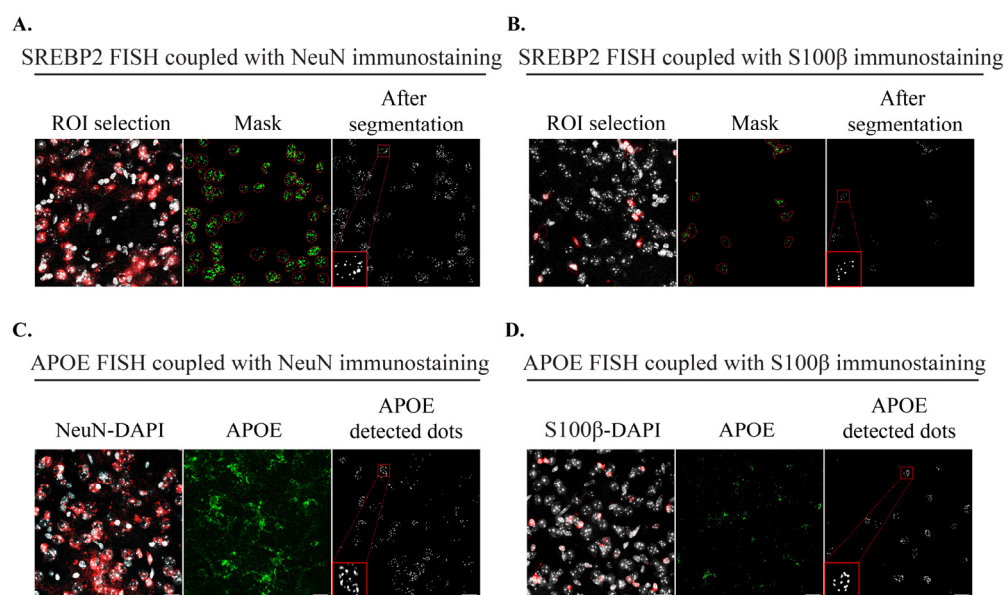 A.
SREBP2 FISH coupled with NeuN immunostaining
ROI selection
Mask
After
segmentation
B.
SREBP2 FISH coupled with S100β immunostaining
ROI selection
Mask
After
segmentation
C.
APOE FISH coupled with NeuN immunostaining
NeuN-DAPI
APOE
APOE
detected dots
D.
APOE FISH coupled with S100β immunostaining
S100β-DAPI
APOE
APOE
detected dots